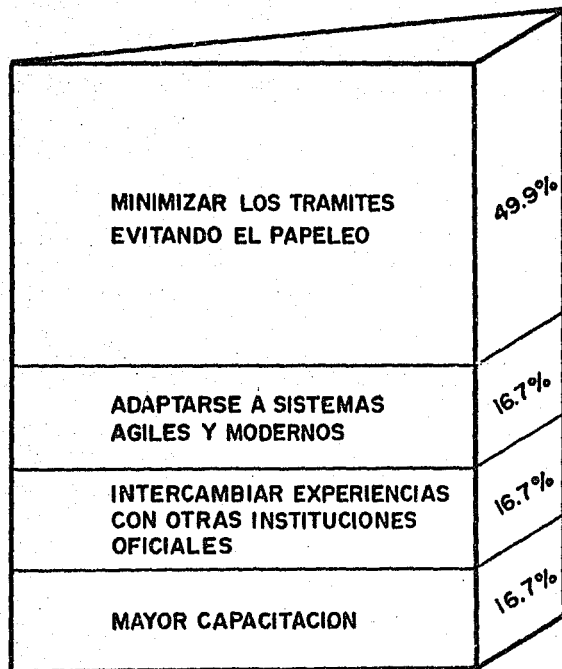 MINIMIZAR LOS TRAMITES
EVITANDO EL PAPELEO
49.9%
ADAPTARSE A SISTEMAS
AGILES Y MODERNOS
16.7%
INTERCAMBIAR EXPERIENCIAS
CON OTRAS INSTITUCIONES
OFICIALES
16.7%
MAYOR CAPACITACION
16.7%